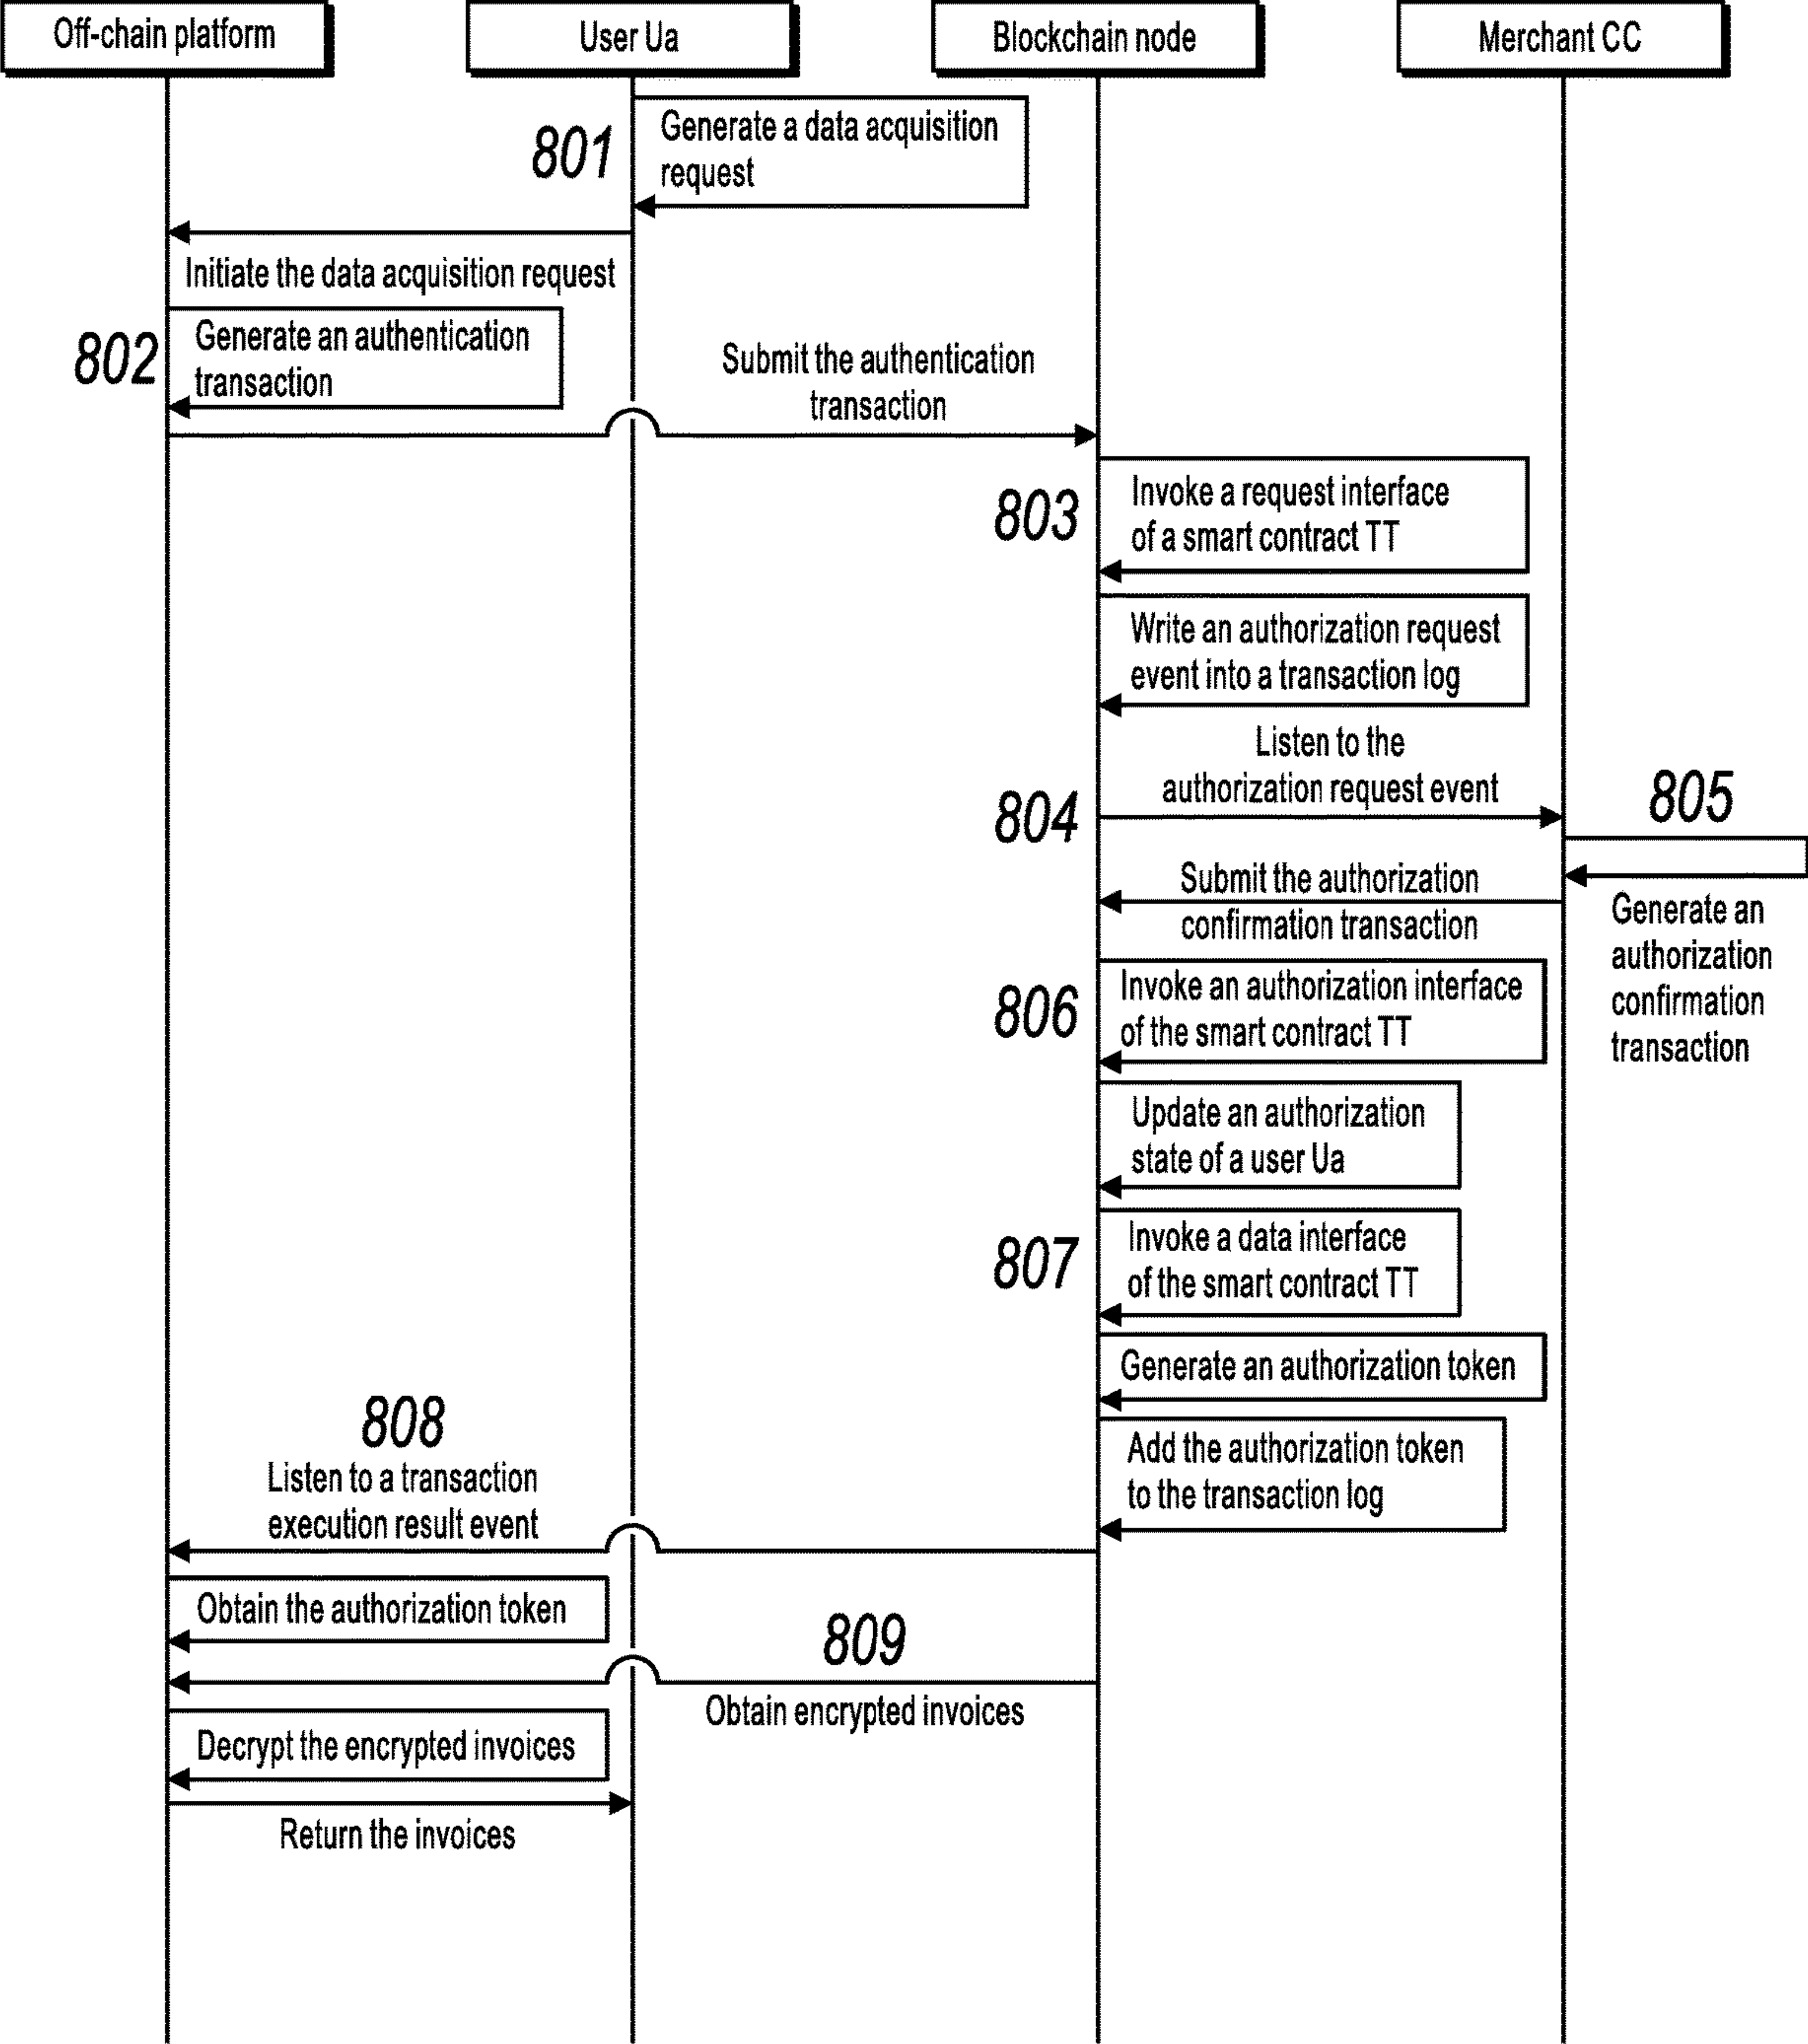 Off-chain platform
User Ua
Blockchain node
Merchant CC
801
Generate a data acquisition
request
Initiate the data acquisition request
802
Generate an authentication
transaction
Submit the authentication
transaction
803
Invoke a request interface
of a smart contract TT
Write an authorization request
event into a transaction log
Listen to the
authorization request event
804
805
Submit the authorization
confirmation transaction
Generate an
authorization
confirmation
transaction
806
Invoke an authorization interface
of the smart contract TT
Update an authorization
state of a user Ua
807
Invoke a data interface
of the smart contract TT
Generate an authorization token
Add the authorization token
to the transaction log
808
Listen to a transaction
execution result event
Obtain the authorization token
809
Obtain encrypted invoices
Decrypt the encrypted invoices
Return the invoices